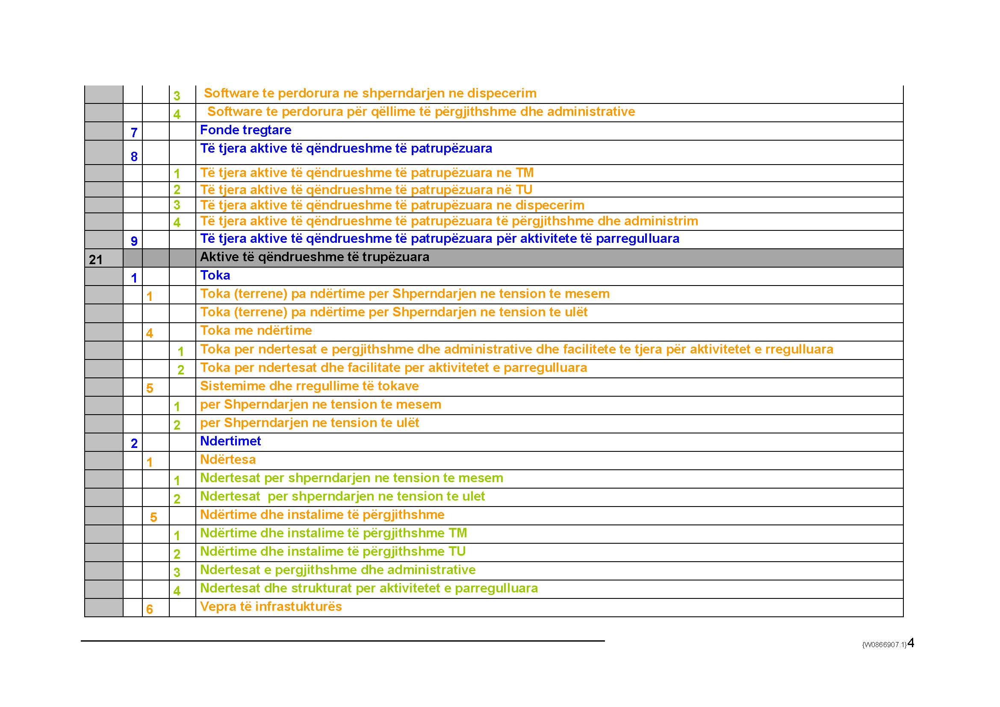 3 Software te perdorura ne shperndarjen ne dispecerim
4 Software te perdorura për qëllime të përgjithshme dhe administrative
7 Fonde tregtare
8 Të tjera aktive të qëndrueshme të patrupëzuara
1 Të tjera aktive të qëndrueshme të patrupëzuara ne TM
2 Të tjera aktive të qëndrueshme të patrupëzuara në TU
3 Të tjera aktive të qëndrueshme të patrupëzuara ne dispecerim
4 Të tjera aktive të qëndrueshme të patrupëzuara të përgjithshme dhe administrim
9 Të tjera aktive të qëndrueshme të patrupëzuara për aktivitete të parregulluara
21 Aktive të qëndrueshme të trupëzuara
1 Toka
1 Toka (terrene) pa ndërtime per Shperndarjen ne tension te mesem
Toka (terrene) pa ndërtime per Shperndarjen ne tension te ulët
4 Toka me ndërtime
1 Toka per ndertesat e pergjithshme dhe administrative dhe facilitete te tjera për aktivitetet e rregulluara
2 Toka per ndertesat dhe facilitate per aktivitetet e parregulluara
5 Sistemime dhe rregullime të tokave
1 per Shperndarjen ne tension te mesem
2 per Shperndarjen ne tension te ulët
2 Ndertimet
1 Ndërtesa
1 Ndertesat per shperndarjen ne tension te mesem
2 Ndertesat per shperndarjen ne tension te ulet
5 Ndërtime dhe instalime të përgjithshme
1 Ndërtime dhe instalime të përgjithshme TM
2 Ndërtime dhe instalime të përgjithshme TU
3 Ndertesat e pergjithshme dhe administrative
4 Ndertesat dhe strukturat per aktivitetet e parregulluara
6 Vepra të infrastukturës
{W0866907.1}4